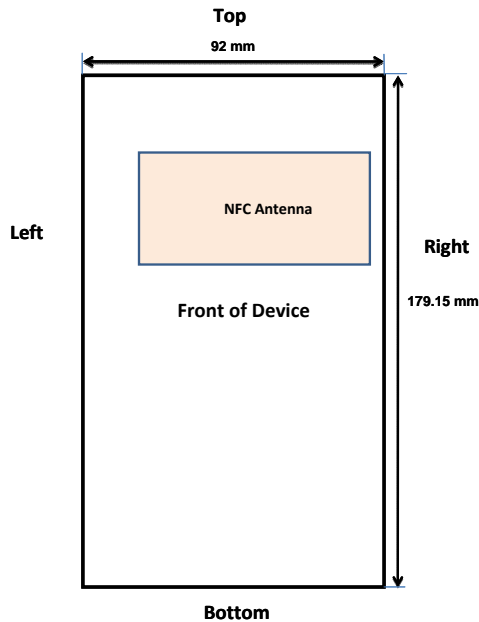 Top
92 mm
NFC Antenna
Left
Right
179.15 mm
Front of Device
Bottom